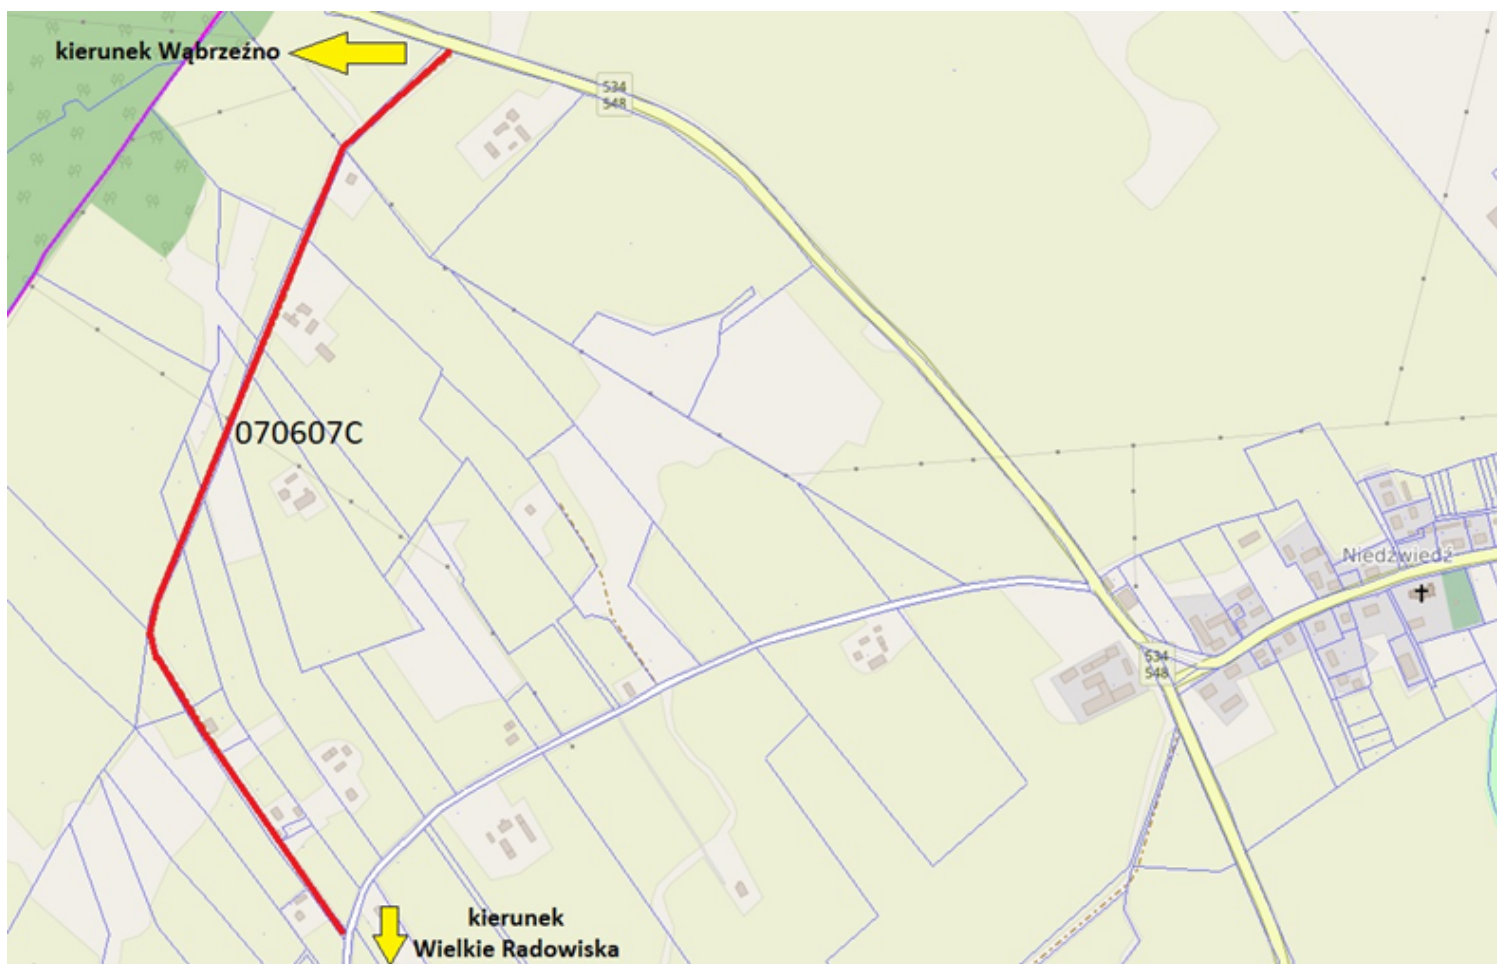 kierunek Wąbrzeźno
534
548
070607C
Niedźwiedź
534
548
kierunek
Wielkie Radowiska